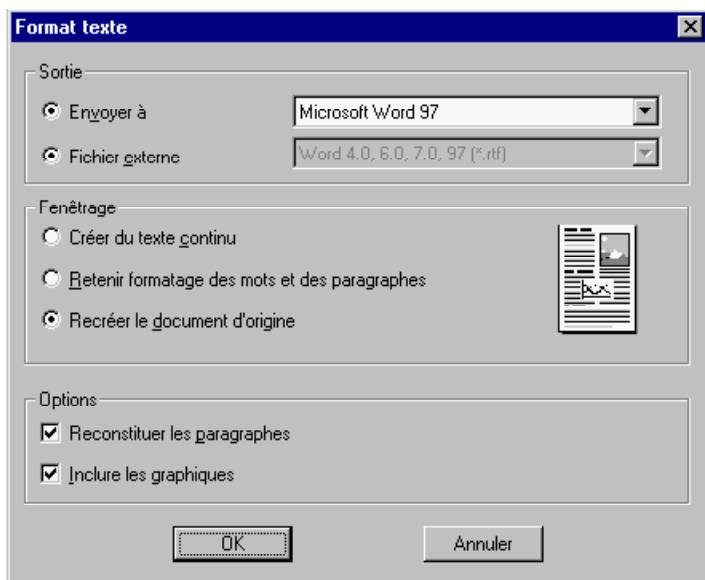 Format texte
Sortie
Envoyer à
Microsoft Word 97
Fichier externe
Word 4.0, 6.0, 7.0, 97 (*.rtf)
Fenêtrage
Créer du texte continu
Retenir formatage des mots et des paragraphes
Recréer le document d'origine
Options
Reconstituer les paragraphes
Inclure les graphiques
OK
Annuler